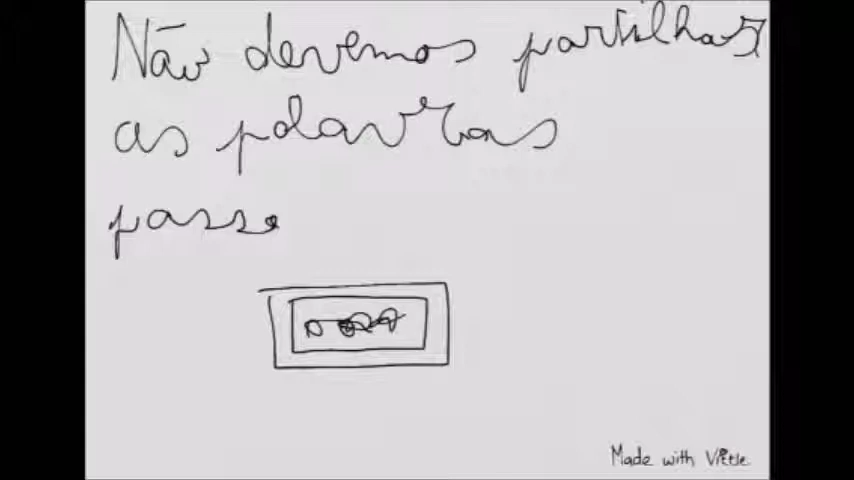 Não devemos partilhar
as palavras
passe
Made with Vittle